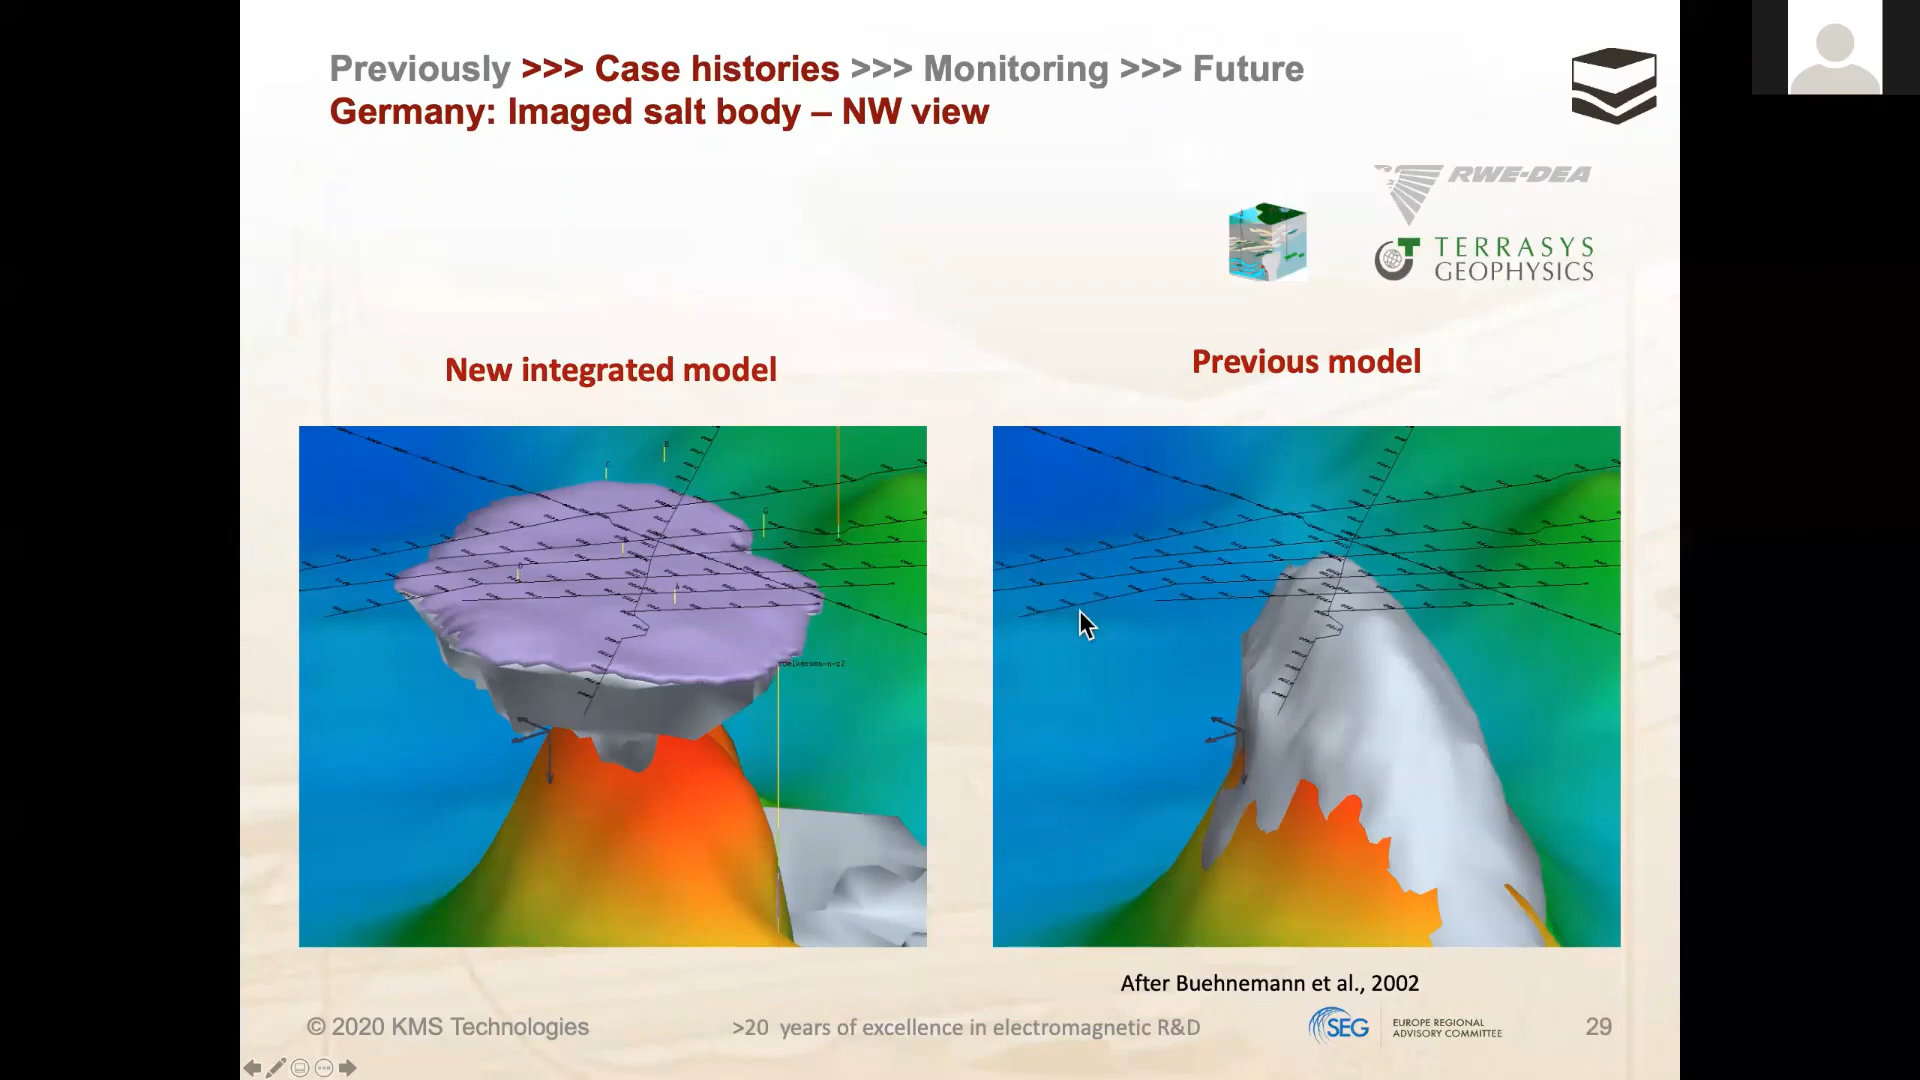 Previously >>> Case histories >>> Monitoring >>> Future
Germany: Imaged salt body – NW view
RWE-DEA
TERRASYS
GEOPHYSICS
New integrated model
Previous model
After Buehnemann et al., 2002
© 2020 KMS Technologies
>20 years of excellence in electromagnetic R&D
SEG
EUROPE REGIONAL
ADVISORY COMMITTEE
29